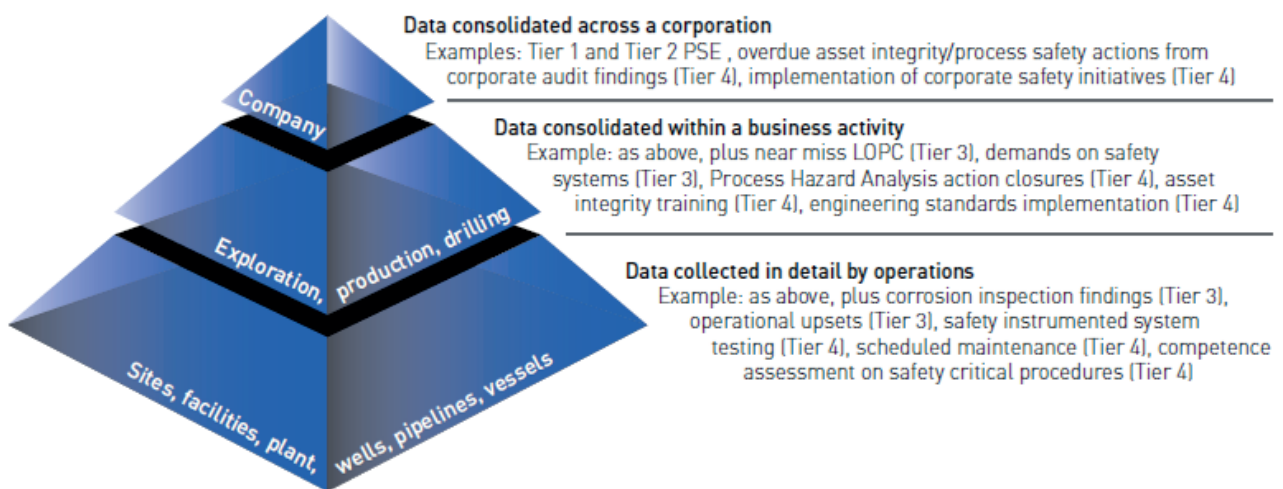 Data consolidated across a corporation
Examples: Tier 1 and Tier 2 PSE , overdue asset integrity/process safety actions from
corporate audit findings (Tier 4), implementation of corporate safety initiatives (Tier 4)
Company
Data consolidated within a business activity
Example: as above, plus near miss LOPC (Tier 3), demands on safety
systems (Tier 3), Process Hazard Analysis action closures (Tier 4), asset
integrity training (Tier 4), engineering standards implementation (Tier 4)
Exploration, production, drilling
Data collected in detail by operations
Example: as above, plus corrosion inspection findings (Tier 3),
operational upsets (Tier 3), safety instrumented system
testing (Tier 4), scheduled maintenance (Tier 4), competence
assessment on safety critical procedures (Tier 4)
Sites, facilities, plant, wells, pipelines, vessels